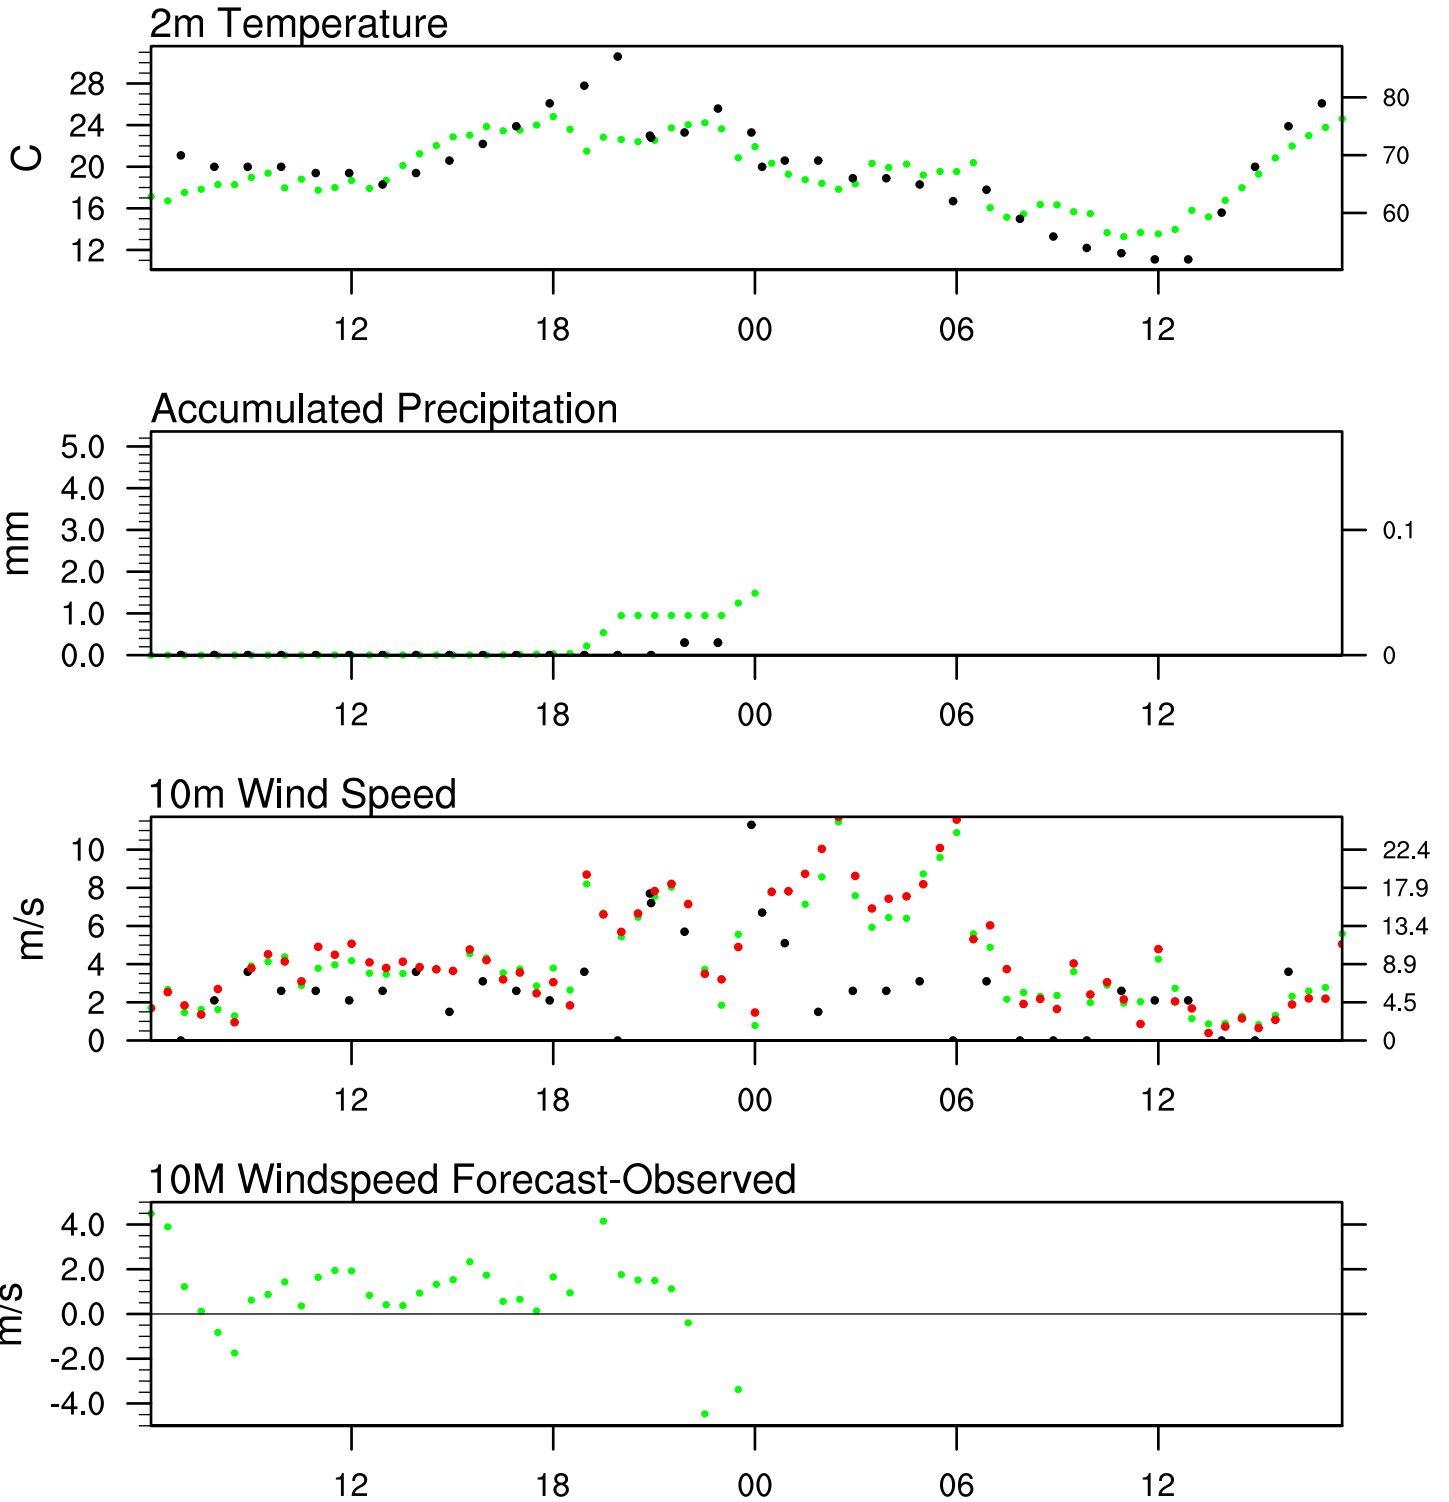 2m Temperature
C
28
24
20
16
12
80
70
60
12 18 00 06 12
Accumulated Precipitation
mm
5.0
4.0
3.0
2.0
1.0
0.0
0.1
0
12 18 00 06 12
10m Wind Speed
m/s
10
8
6
4
2
0
22.4
17.9
13.4
8.9
4.5
0
12 18 00 06 12
10M Windspeed Forecast-Observed
m/s
4.0
2.0
0.0
-2.0
-4.0
12 18 00 06 12